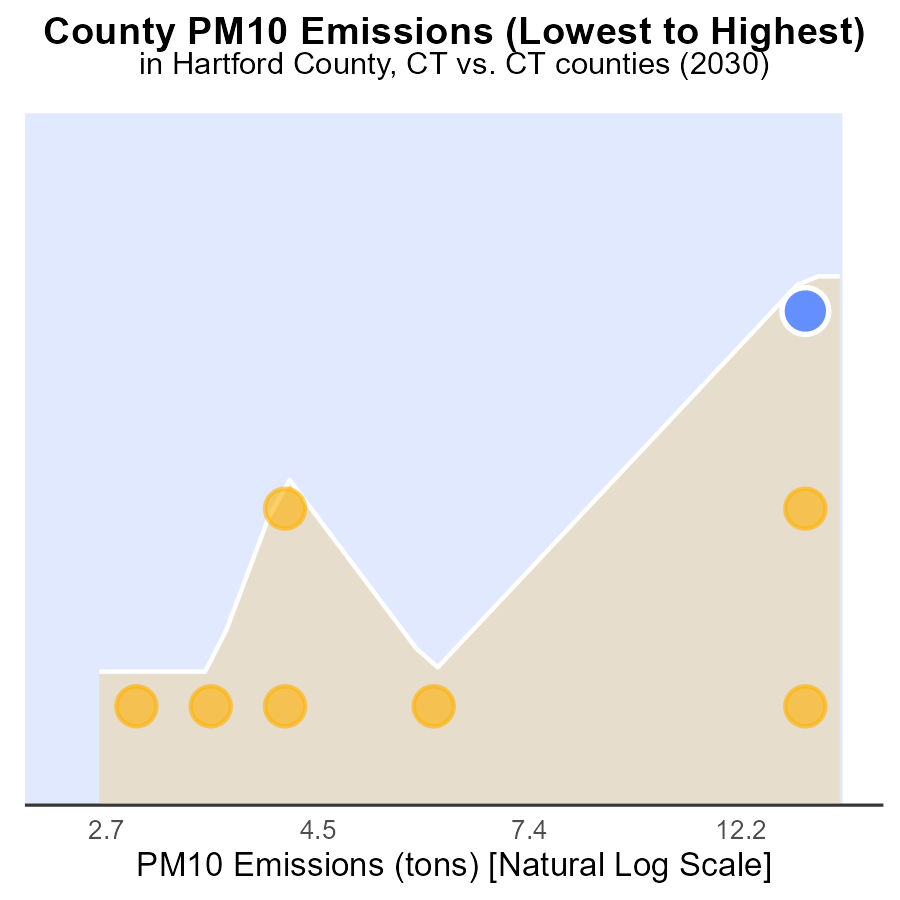 County PM10 Emissions (Lowest to Highest)
in Hartford County, CT vs. CT counties (2030)
2.7 4.5 7.4 12.2
PM10 Emissions (tons) [Natural Log Scale]